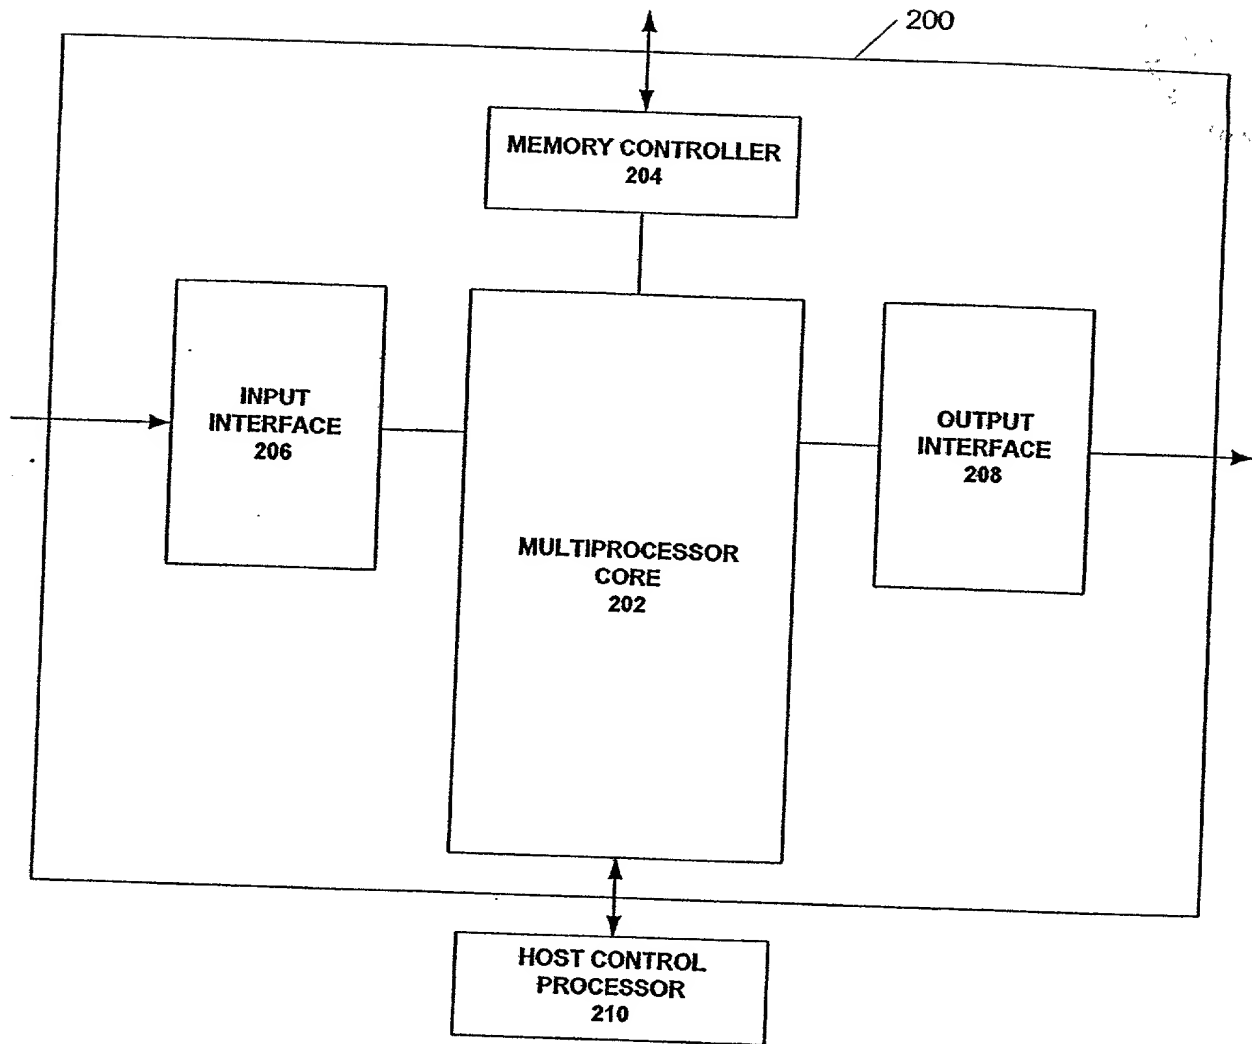 200
MEMORY CONTROLLER
204
INPUT
INTERFACE
206
OUTPUT
INTERFACE
208
MULTIPROCESSOR
CORE
202
HOST CONTROL
PROCESSOR
210